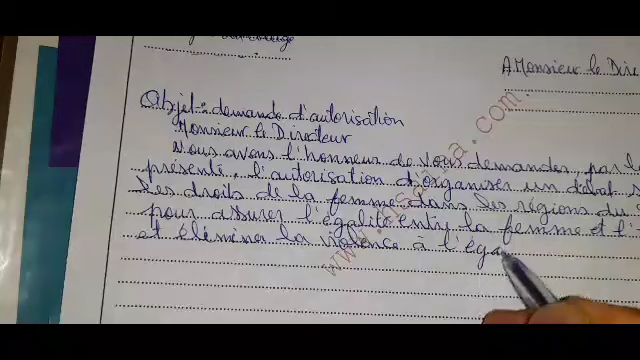 A Monsieur le Dire
Objet : demande d'autorisation
Monsieur le Directeur
Nous avons l'honneur de vous demander, par la
présente, l'autorisation d'organiser un débat
les droits de la femme dans les régions du
pour assurer l'égalité entre la femme et l'
et éliminer la violence à l'éga